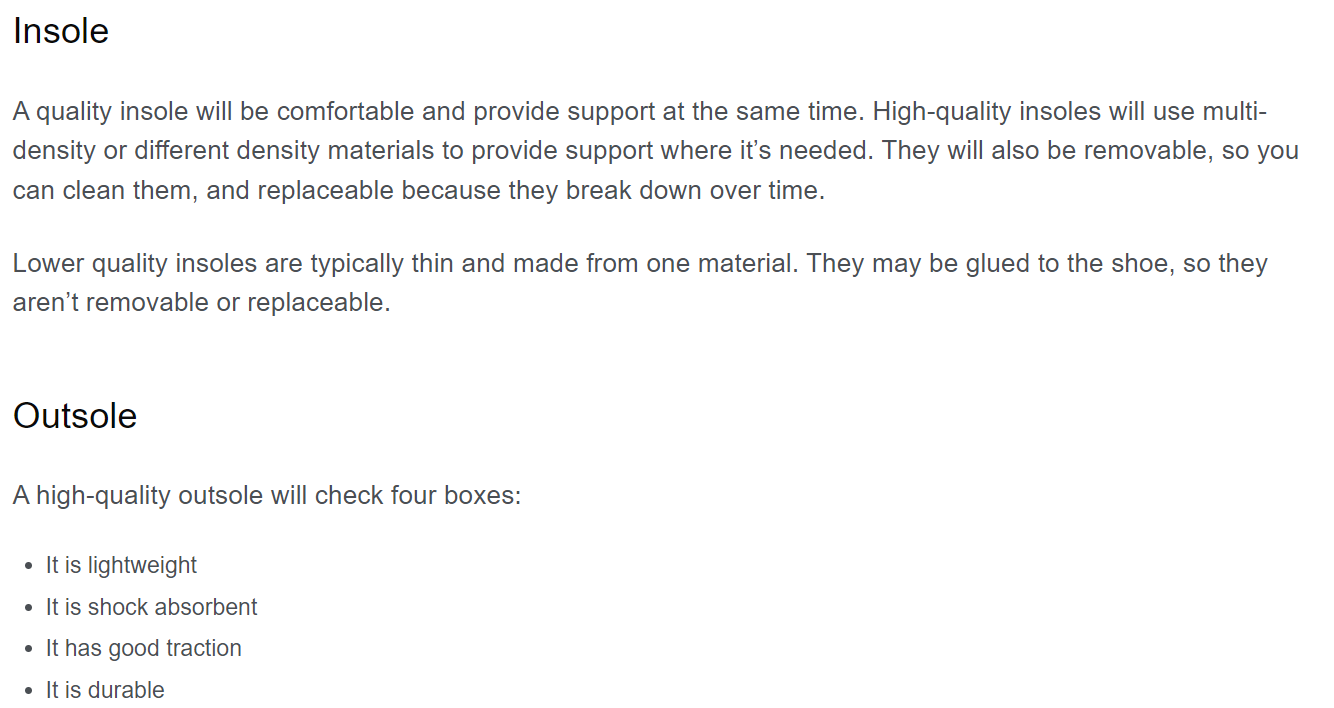 Insole
A quality insole will be comfortable and provide support at the same time. High-quality insoles will use multi-
density or different density materials to provide support where it’s needed. They will also be removable, so you
can clean them, and replaceable because they break down over time.
Lower quality insoles are typically thin and made from one material. They may be glued to the shoe, so they
aren’t removable or replaceable.
Outsole
A high-quality outsole will check four boxes:
• It is lightweight
• It is shock absorbent
• It has good traction
• It is durable